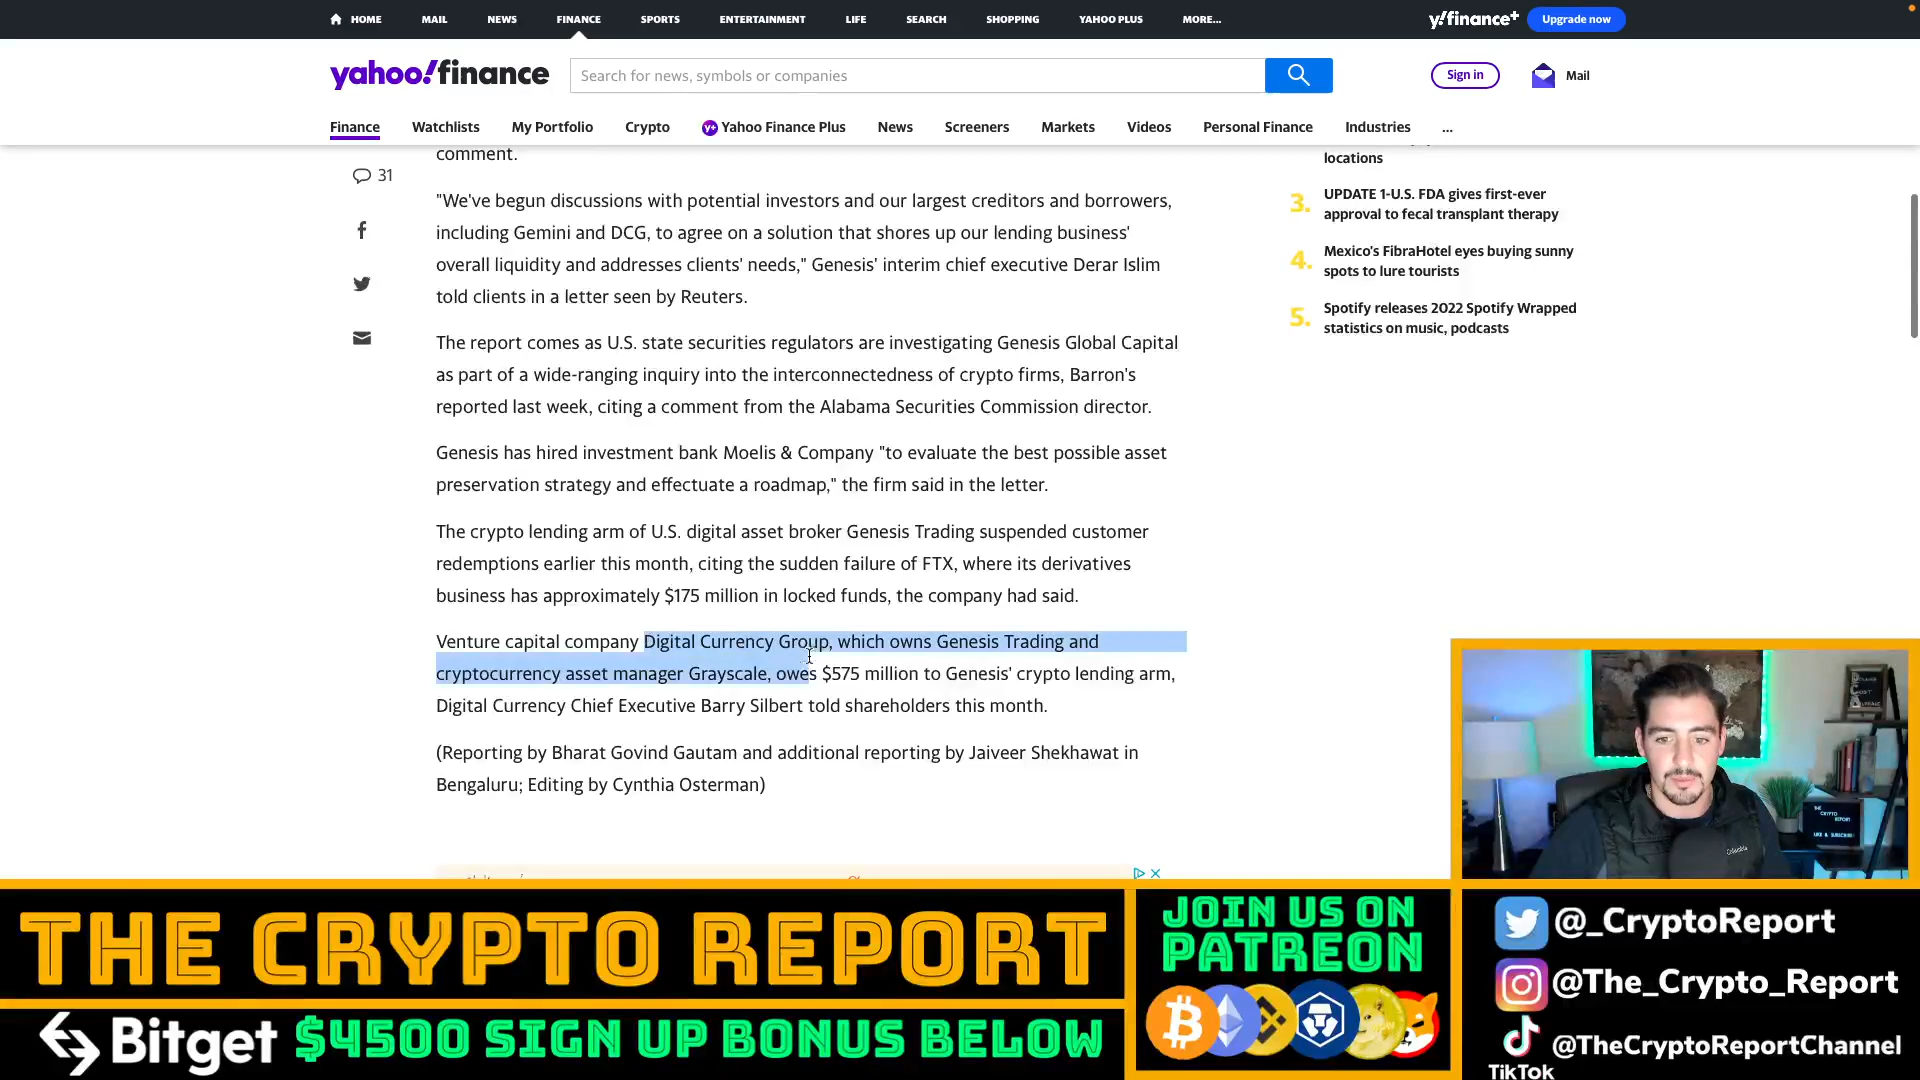 HOME MAIL NEWS FINANCE SPORTS ENTERTAINMENT LIFE SEARCH SHOPPING YAHOO PLUS MORE... y!finance+ Upgrade now
yahoo!finance Search for news, symbols or companies Sign in Mail
Finance Watchlists My Portfolio Crypto Y+ Yahoo Finance Plus News Screeners Markets Videos Personal Finance Industries ...
comment.
31
"We've begun discussions with potential investors and our largest creditors and borrowers,
including Gemini and DCG, to agree on a solution that shores up our lending business'
overall liquidity and addresses clients' needs," Genesis' interim chief executive Derar Islim
told clients in a letter seen by Reuters.
The report comes as U.S. state securities regulators are investigating Genesis Global Capital
as part of a wide-ranging inquiry into the interconnectedness of crypto firms, Barron's
reported last week, citing a comment from the Alabama Securities Commission director.
Genesis has hired investment bank Moelis & Company "to evaluate the best possible asset
preservation strategy and effectuate a roadmap," the firm said in the letter.
The crypto lending arm of U.S. digital asset broker Genesis Trading suspended customer
redemptions earlier this month, citing the sudden failure of FTX, where its derivatives
business has approximately $175 million in locked funds, the company had said.
Venture capital company Digital Currency Group, which owns Genesis Trading and
cryptocurrency asset manager Grayscale, owes $575 million to Genesis' crypto lending arm,
Digital Currency Chief Executive Barry Silbert told shareholders this month.
(Reporting by Bharat Govind Gautam and additional reporting by Jaiveer Shekhawat in
Bengaluru; Editing by Cynthia Osterman)
locations
3. UPDATE 1-U.S. FDA gives first-ever
approval to fecal transplant therapy
4. Mexico's FibraHotel eyes buying sunny
spots to lure tourists
5. Spotify releases 2022 Spotify Wrapped
statistics on music, podcasts
THE
CRYPTO
REPORT
LIKE & SUBSCRIBE
Columbia
THE CRYPTO REPORT
Bitget $4500 SIGN UP BONUS BELOW
JOIN US ON
PATREON
@_CryptoReport
@The_Crypto_Report
@TheCryptoReportChannel
TikTok